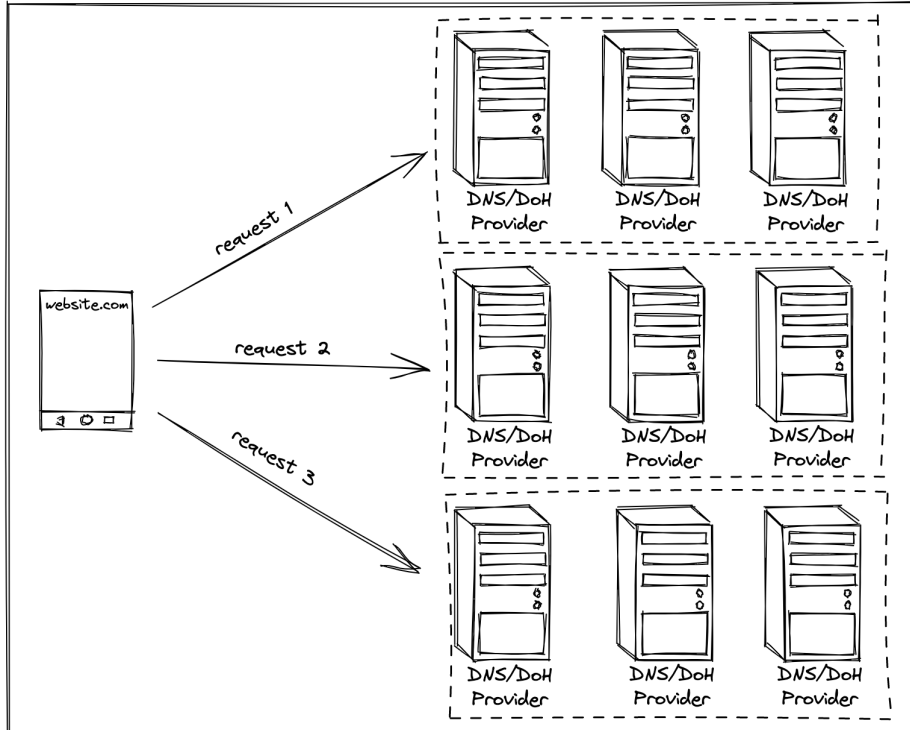 DNS/DoH
Provider
DNS/DoH
Provider
DNS/DoH
Provider
request 1
website.com
request 2
DNS/DoH
Provider
DNS/DoH
Provider
DNS/DoH
Provider
request 3
DNS/DoH
Provider
DNS/DoH
Provider
DNS/DoH
Provider